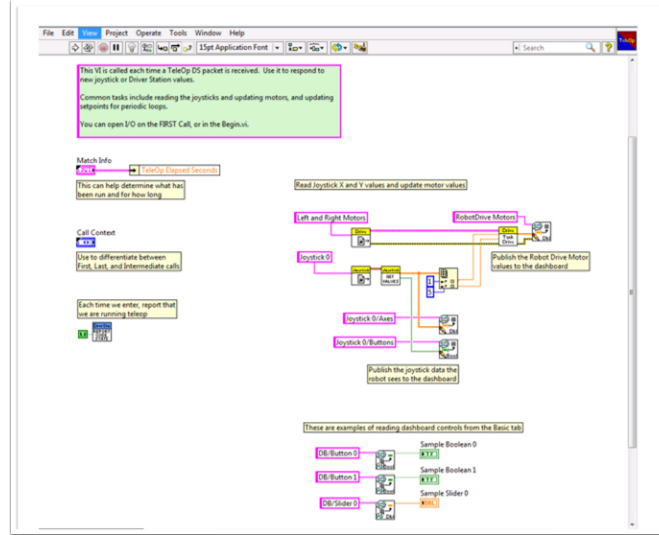 File Edit View Project Operate Tools Window Help
15pt Application Font
Search
TeleOp
This VI is called each time a TeleOp DS packet is received. Use it to respond to
new joystick or Driver Station values.
Common tasks include reading the joysticks and updating motors, and updating
setpoints for periodic loops.
You can open I/O on the FIRST Call, or in the Begin.vi.
Match Info
TeleOp Elapsed Seconds
This can help determine what has
been run and for how long
Read Joystick X and Y values and update motor values
Left and Right Motors
RobotDrive Motors
Call Context
Use to differentiate between
First, Last, and Intermediate calls
Joystick 0
GET
VALUES
1
5
Publish the Robot Drive Motor
values to the dashboard
Each time we enter, report that
we are running teleop
Joystick 0/Axes
Joystick 0/Buttons
Publish the joystick data the
robot sees to the dashboard
These are examples of reading dashboard controls from the Basic tab
DB/Button 0
Sample Boolean 0
TF
DB/Button 1
Sample Boolean 1
TF
DB/Slider 0
Sample Slider 0